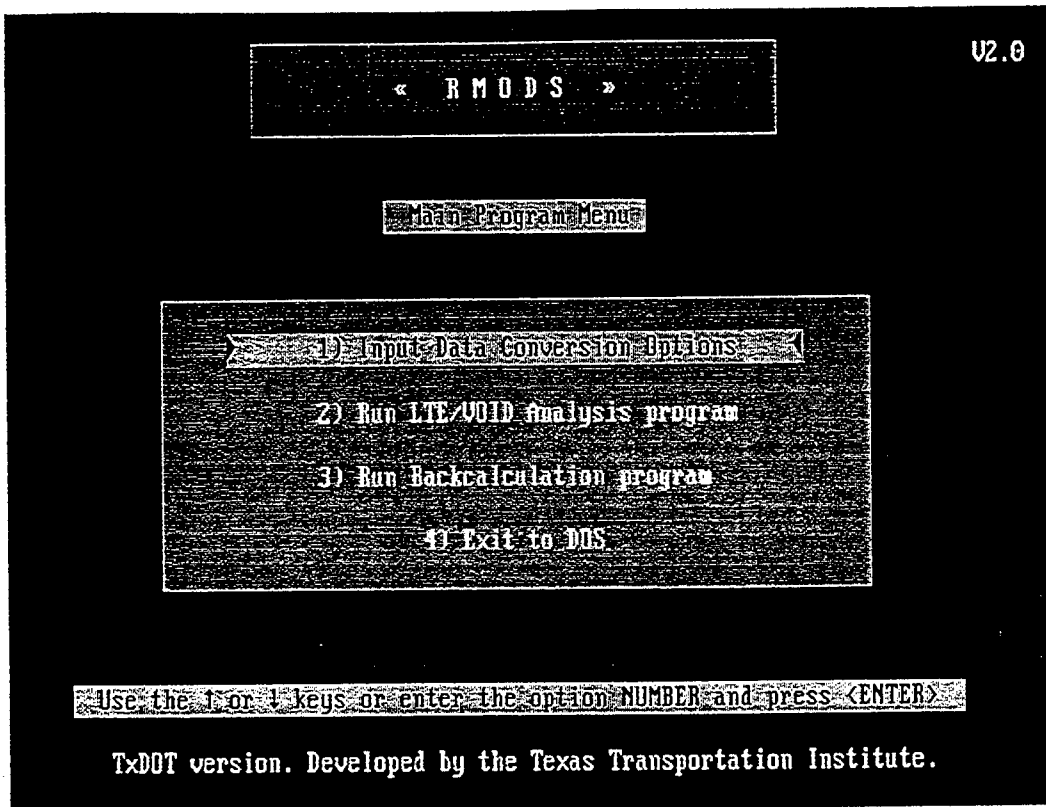 V2.0
« R M O D S »
Main Program Menu
1) Input Data Conversion Options
2) Run LTE/VOID Analysis program
3) Run Backcalculation program
4) Exit to DOS
Use the ↑ or ↓ keys or enter the option NUMBER and press <ENTER>
TxDOT version. Developed by the Texas Transportation Institute.